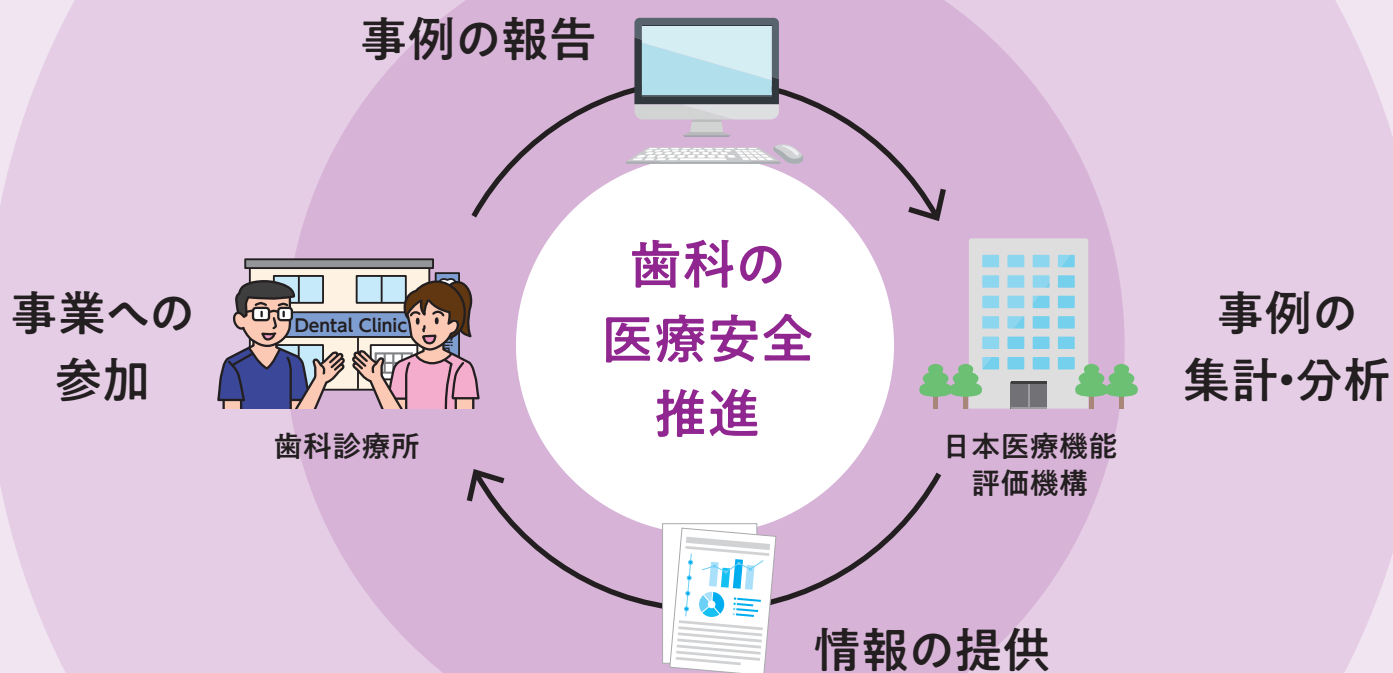 事例の報告
歯科の
医療安全
推進
事業への
参加
Dental Clinic
歯科診療所
事例の
集計・分析
日本医療機能
評価機構
情報の提供